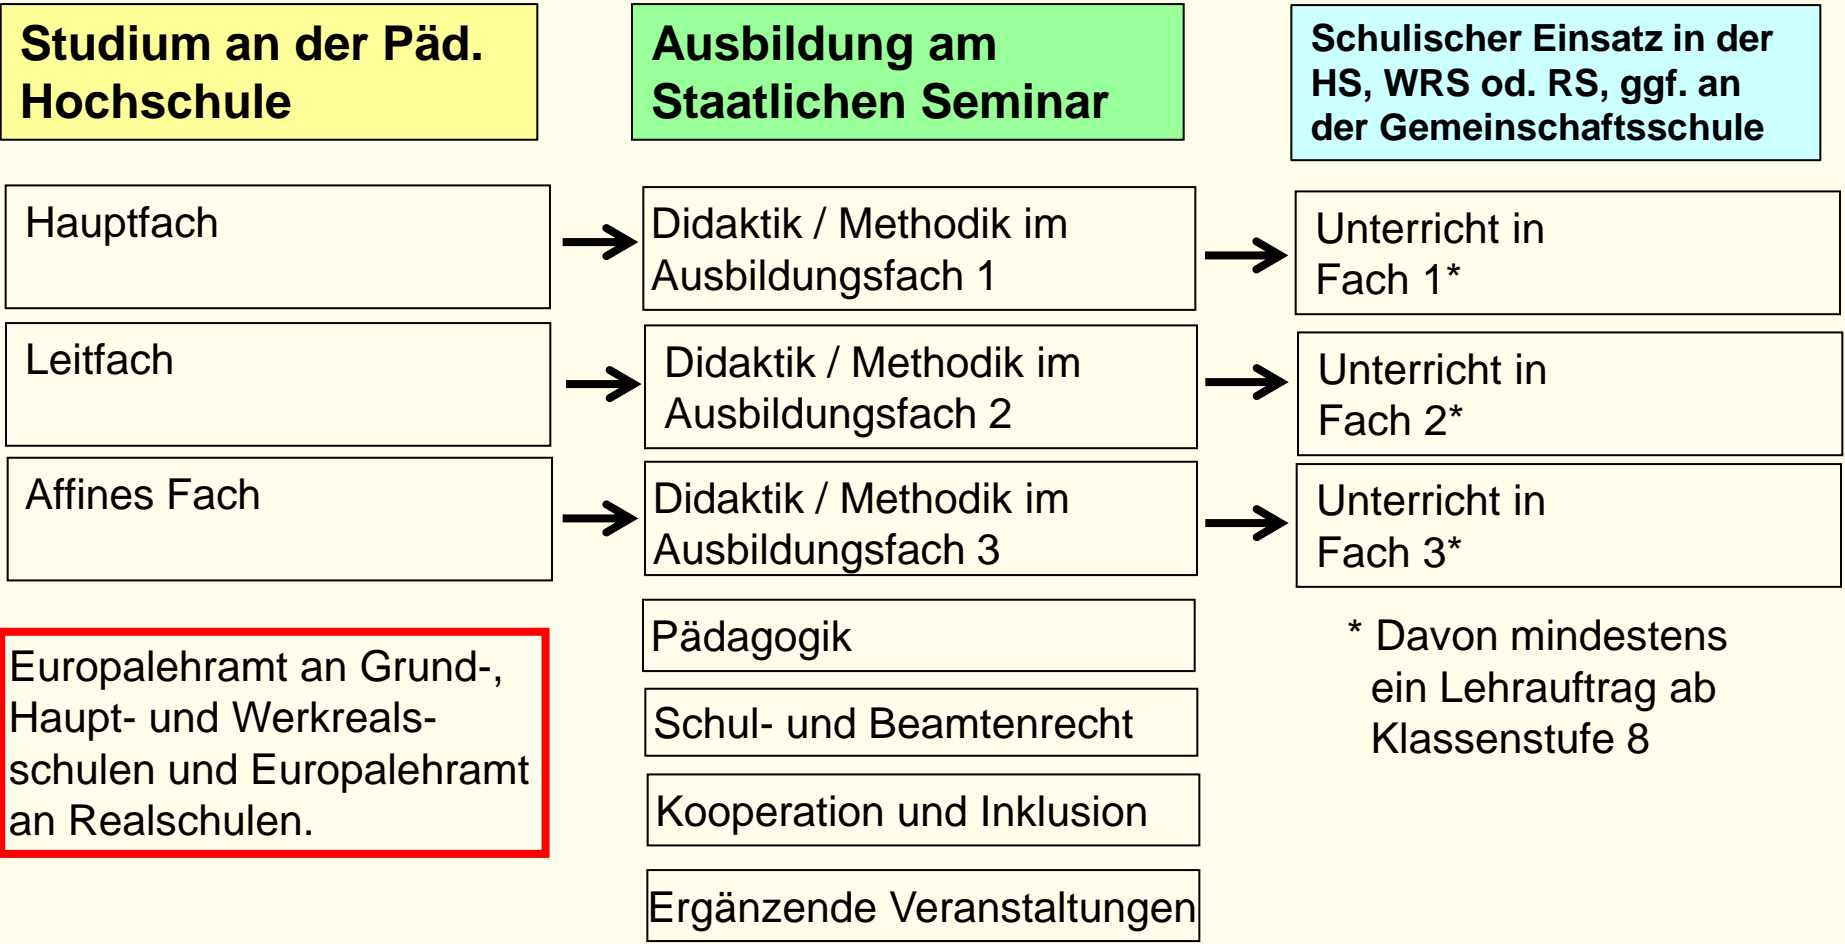 Studium an der Päd.
Hochschule
Ausbildung am
Staatlichen Seminar
Schulischer Einsatz in der
HS, WRS od. RS, ggf. an
der Gemeinschaftsschule
Hauptfach
Didaktik / Methodik im
Ausbildungsfach 1
Unterricht in
Fach 1*
Leitfach
Didaktik / Methodik im
Ausbildungsfach 2
Unterricht in
Fach 2*
Affines Fach
Didaktik / Methodik im
Ausbildungsfach 3
Unterricht in
Fach 3*
Europalehramt an Grund-,
Haupt- und Werkreals-
schulen und Europalehramt
an Realschulen.
Pädagogik
Schul- und Beamtenrecht
Kooperation und Inklusion
Ergänzende Veranstaltungen
* Davon mindestens
ein Lehrauftrag ab
Klassenstufe 8